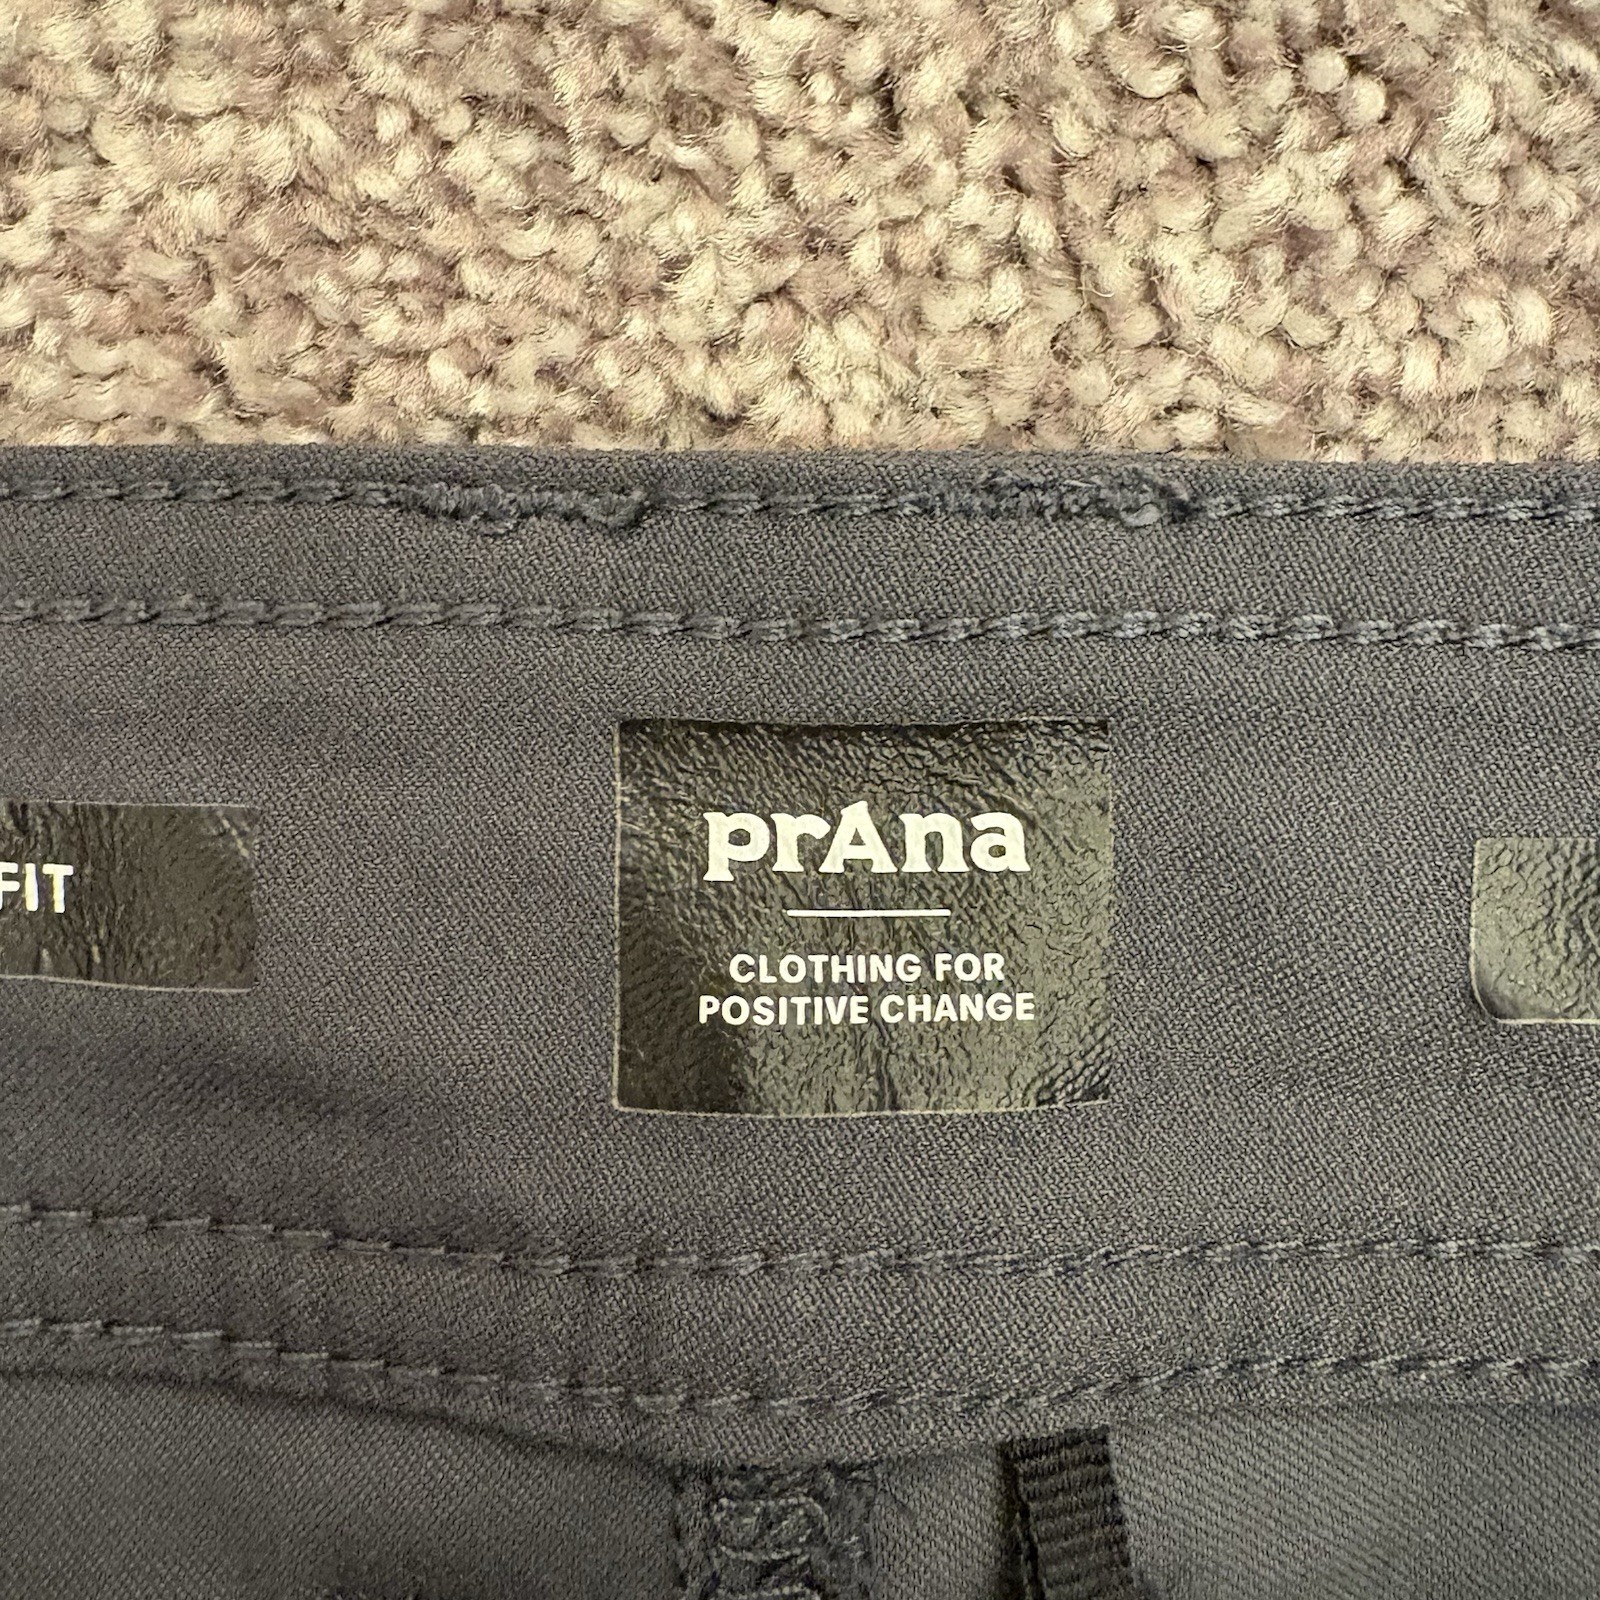 FIT
prAna
CLOTHING FOR
POSITIVE CHANGE